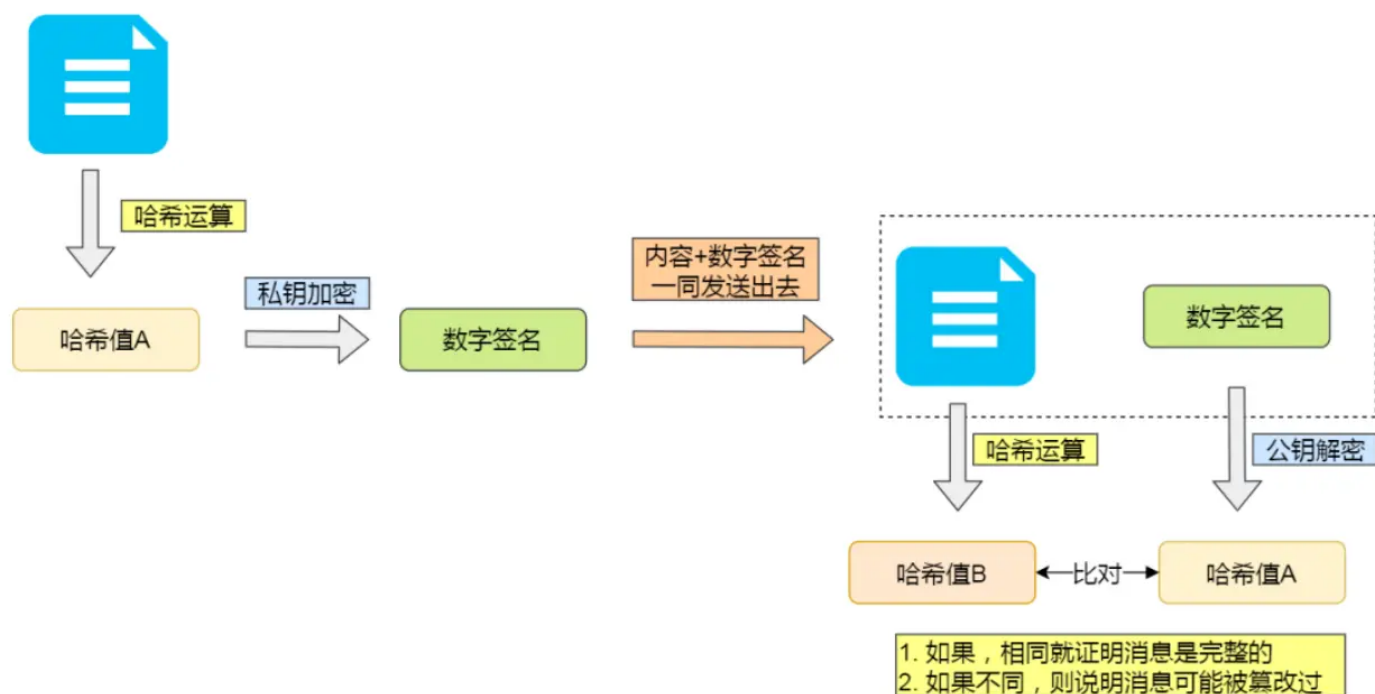 哈希运算
哈希值A
私钥加密
数字签名
内容+数字签名
一同发送出去
数字签名
哈希运算
公钥解密
哈希值B
比对
哈希值A
1. 如果，相同就证明消息是完整的
2. 如果不同，则说明消息可能被篡改过